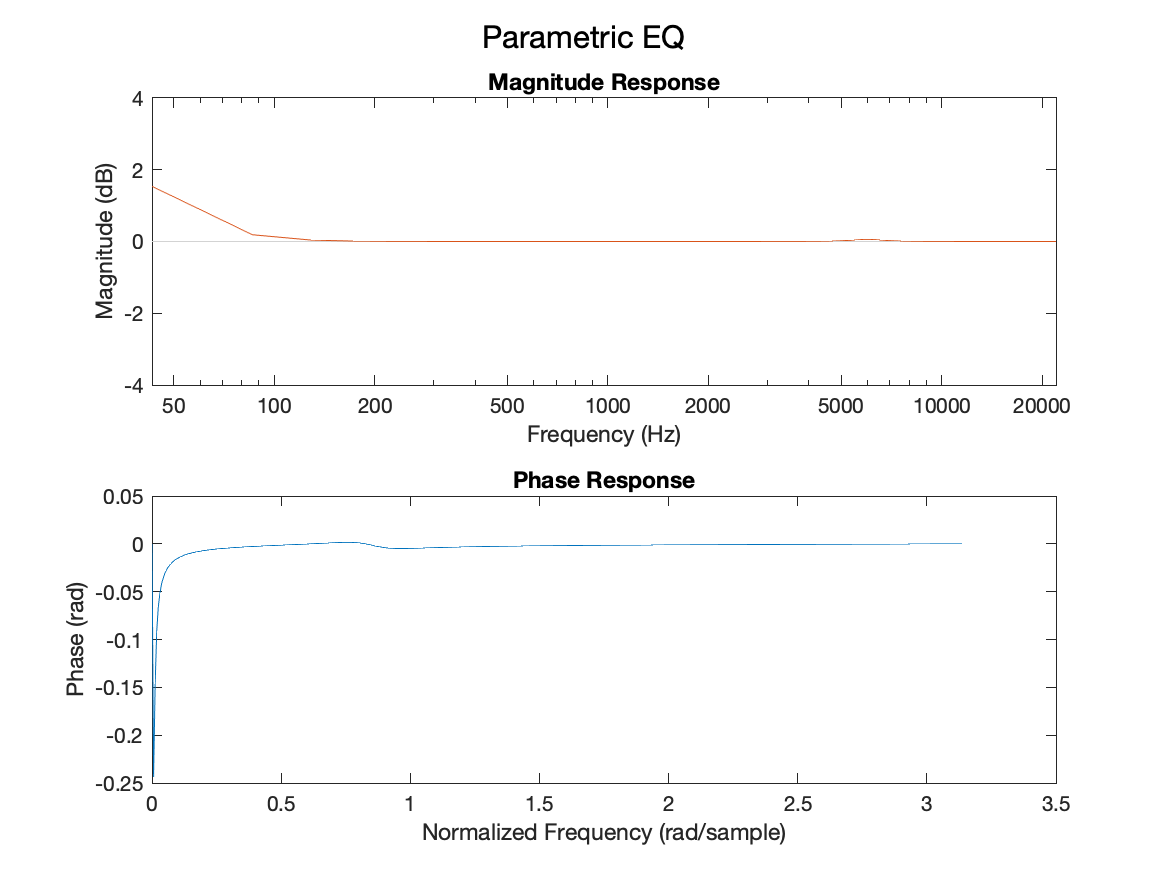 Parametric EQ
Magnitude Response
4
2
0
-2
-4
Magnitude (dB)
50 100 200 500 1000 2000 5000 10000 20000
Frequency (Hz)
Phase Response
0.05
0
-0.05
-0.1
-0.15
-0.2
-0.25
Phase (rad)
0 0.5 1 1.5 2 2.5 3 3.5
Normalized Frequency (rad/sample)